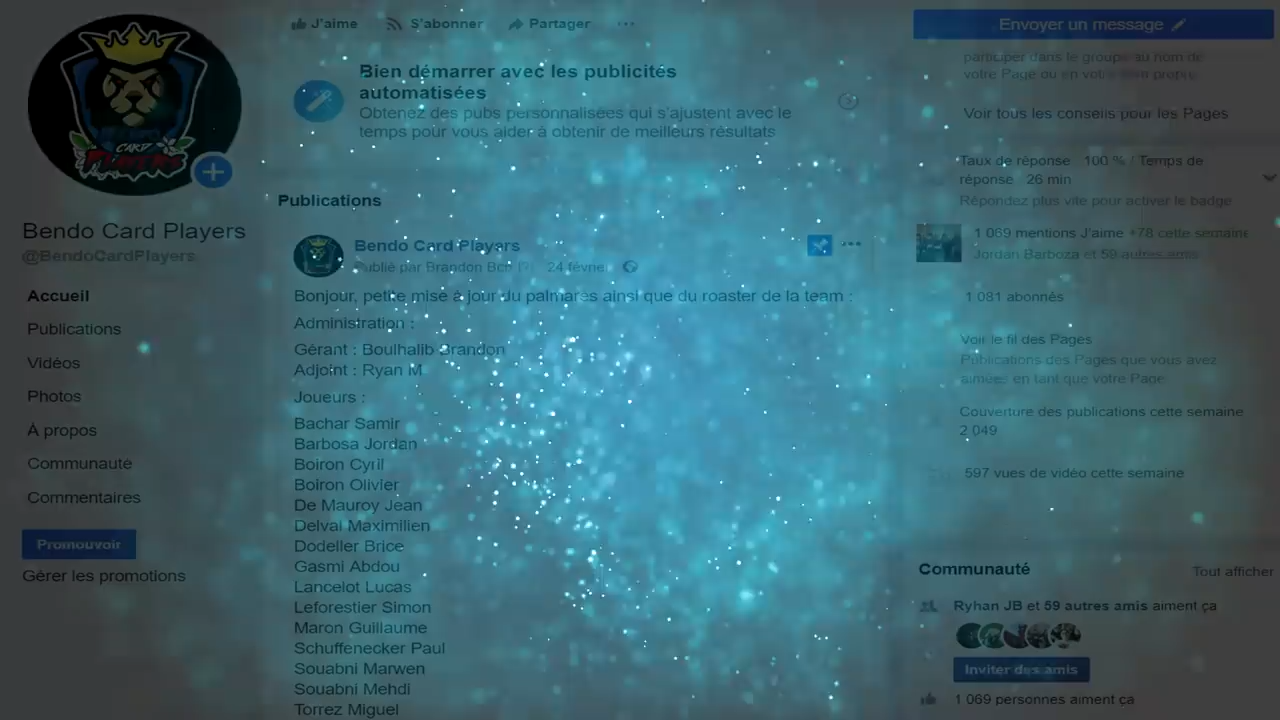 J'aime
S'abonner
Partager
Envoyer un message
CARD
PLAYERS
Bien démarrer avec les publicités
automatisées
Obtenez des pubs personnalisées qui s'ajustent avec le
temps pour vous aider à obtenir de meilleurs résultats
Bendo Card Players
@BendoCardPlayers
Accueil
Publications
Vidéos
Photos
À propos
Communauté
Commentaires
Promouvoir
Gérer les promotions
Publications
Bendo Card Players
Publié par Brandon Bcp [?] 24 février
Bonjour, petite mise à jour du palmarès ainsi que du roaster de la team :
Administration :
Gérant : Boulhalib Brandon
Adjoint : Ryan M
Joueurs :
Bachar Samir
Barbosa Jordan
Boiron Cyril
Boiron Olivier
De Mauroy Jean
Delval Maximilien
Dodeller Brice
Gasmi Abdou
Lancelot Lucas
Leforestier Simon
Maron Guillaume
Schuffenecker Paul
Souabni Marwen
Souabni Mehdi
Torrez Miguel
participer dans le groupe au nom de
votre Page ou en votre nom propre
Voir tous les conseils pour les Pages
Taux de réponse : 100 % / Temps de
réponse : 26 min
Répondez plus vite pour activer le badge
1 069 mentions J'aime +78 cette semaine
Jordan Barboza et 59 autres amis
1 081 abonnés
Voir le fil des Pages
Publications des Pages que vous avez
aimées en tant que votre Page
Couverture des publications cette semaine
2 049
597 vues de vidéo cette semaine
Communauté
Tout afficher
Ryhan JB et 59 autres amis aiment ça
Inviter des amis
1 069 personnes aiment ça